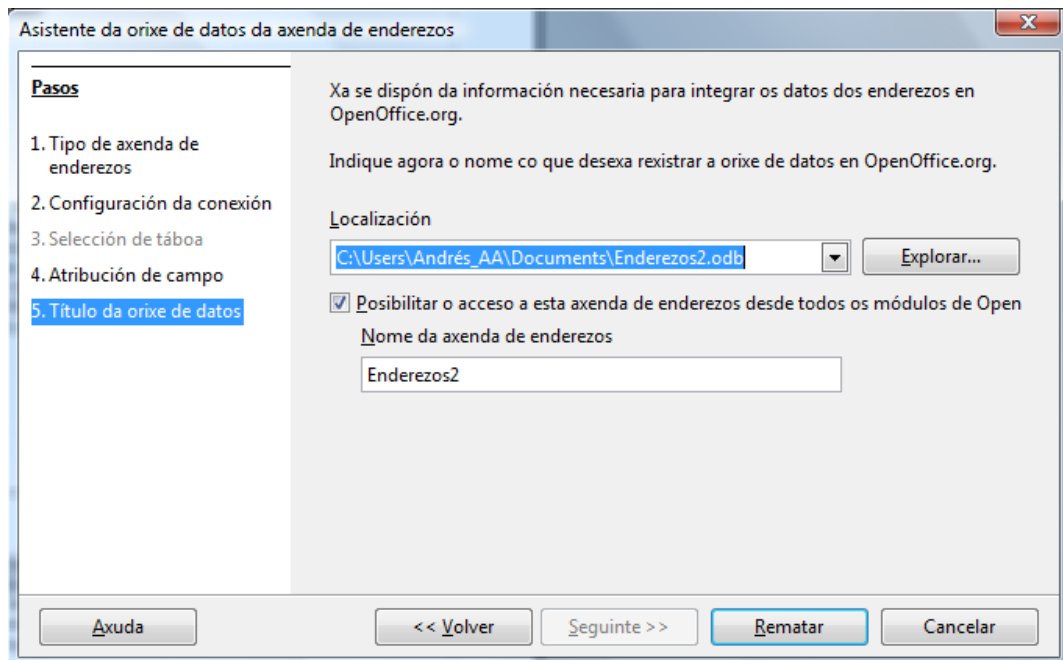 Asistente da orixe de datos da axenda de enderezos
Pasos
1. Tipo de axenda de
enderezos
2. Configuración da conexión
3. Selección de táboa
4. Atribución de campo
5. Título da orixe de datos
Xa se dispón da información necesaria para integrar os datos dos enderezos en
OpenOffice.org.
Indique agora o nome co que desexa rexistrar a orixe de datos en OpenOffice.org.
Localización
C:\Users\Andrés_AA\Documents\Enderezos2.odb
Explorar...
Posibilitar o acceso a esta axenda de enderezos desde todos os módulos de Open
Nome da axenda de enderezos
Enderezos2
Axuda
<< Volver
Seguinte >>
Rematar
Cancelar